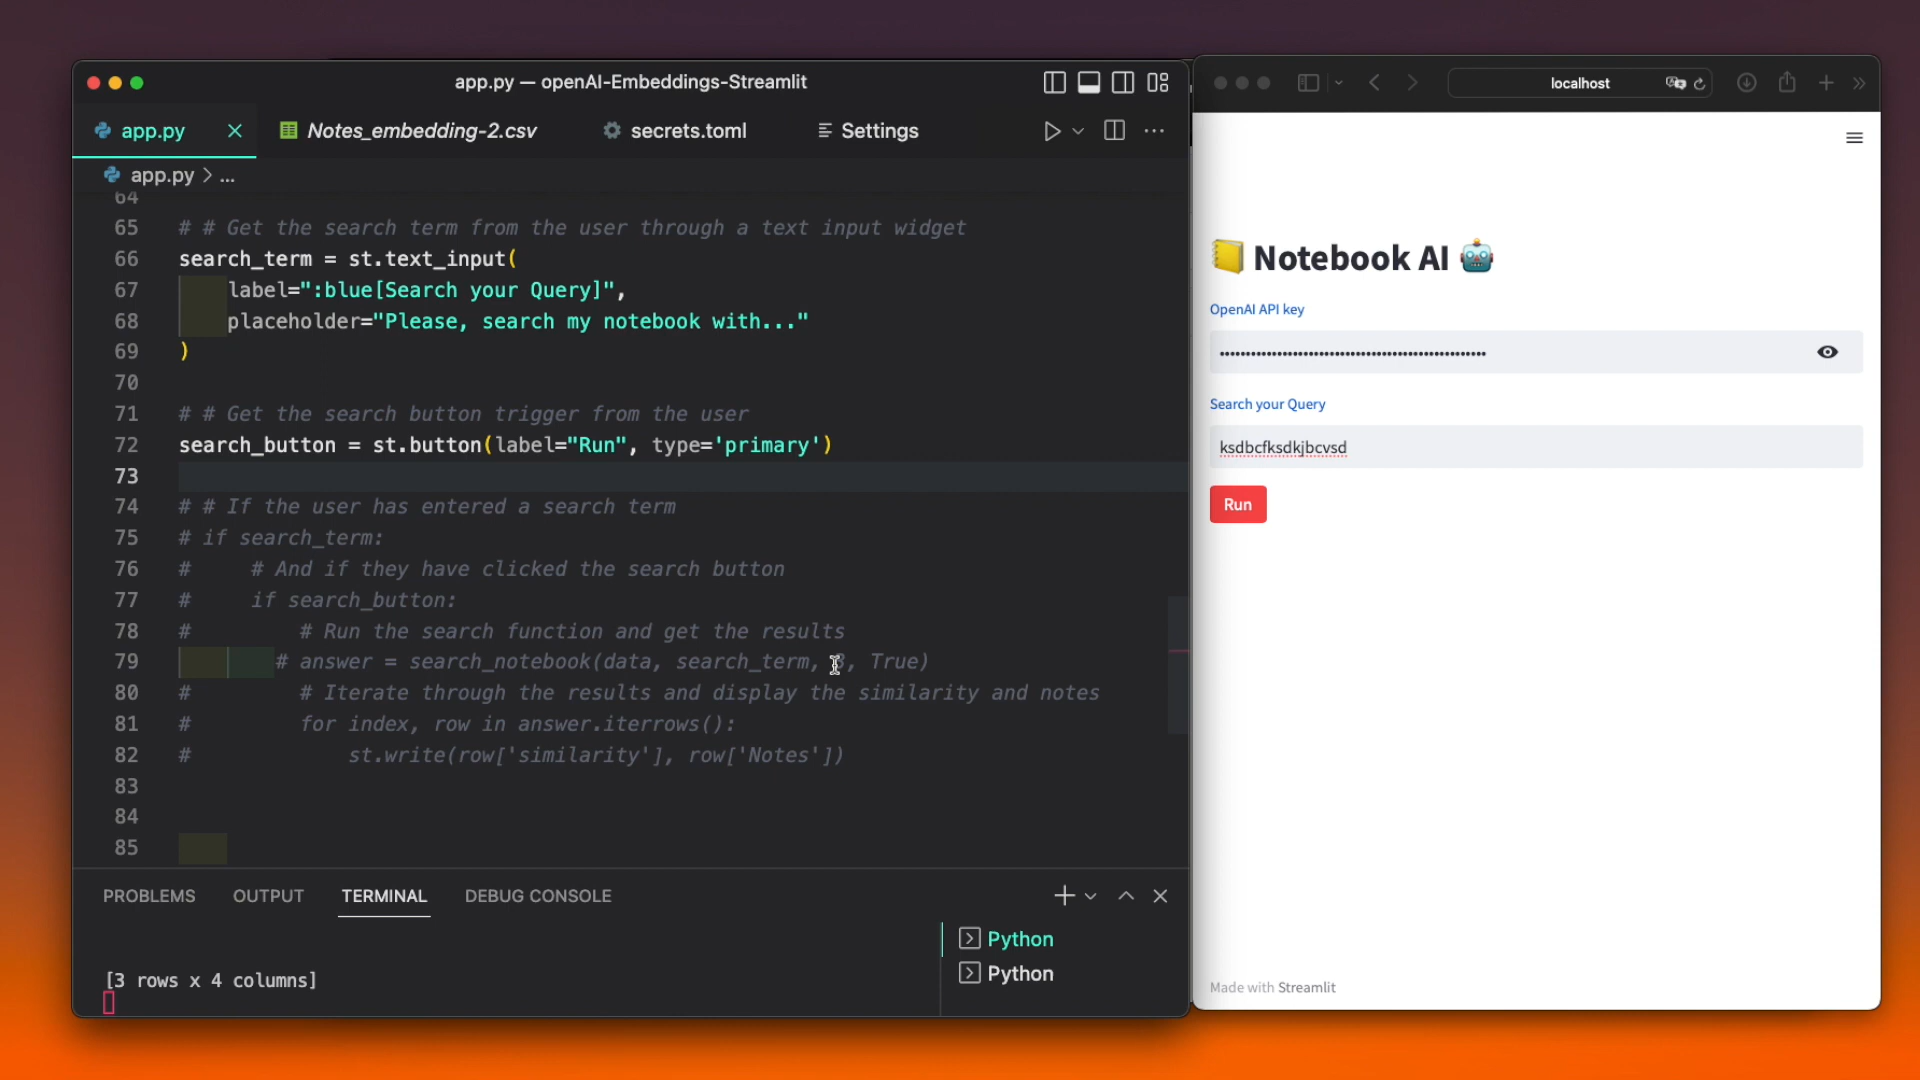 app.py — openAI-Embeddings-Streamlit
app.py
Notes_embedding-2.csv
secrets.toml
Settings
app.py > ...
64
65 # # Get the search term from the user through a text input widget
66 search_term = st.text_input(
67 label=":blue[Search your Query]",
68 placeholder="Please, search my notebook with..."
69 )
70
71 # # Get the search button trigger from the user
72 search_button = st.button(label="Run", type='primary')
73
74 # # If the user has entered a search term
75 # if search_term:
76 # # And if they have clicked the search button
77 # if search_button:
78 # # Run the search function and get the results
79 # answer = search_notebook(data, search_term, 3, True)
80 # # Iterate through the results and display the similarity and notes
81 # for index, row in answer.iterrows():
82 # st.write(row['similarity'], row['Notes'])
83
84
85
PROBLEMS OUTPUT TERMINAL DEBUG CONSOLE
[3 rows x 4 columns]
Python
Python
localhost
Notebook AI
OpenAI API key
Search your Query
ksdbcfksdkjbcvsd
Run
Made with Streamlit